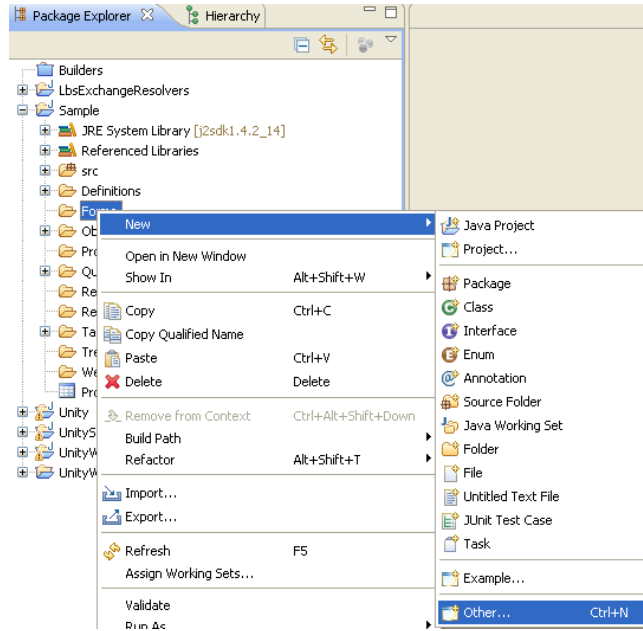 Package Explorer
Hierarchy
Builders
LbsExchangeResolvers
Sample
JRE System Library [j2sdk1.4.2_14]
Referenced Libraries
src
Definitions
New
Java Project
Project...
Open in New Window
Show In Alt+Shift+W
Package
Class
Copy Ctrl+C
Interface
Copy Qualified Name
Enum
Paste Ctrl+V
Annotation
Delete Delete
Source Folder
Remove from Context Ctrl+Alt+Shift+Down
Java Working Set
Unity
Build Path
Folder
Refactor Alt+Shift+T
File
Import...
Untitled Text File
Export...
JUnit Test Case
Task
Refresh F5
Example...
Assign Working Sets...
Validate
Other... Ctrl+N
Run As